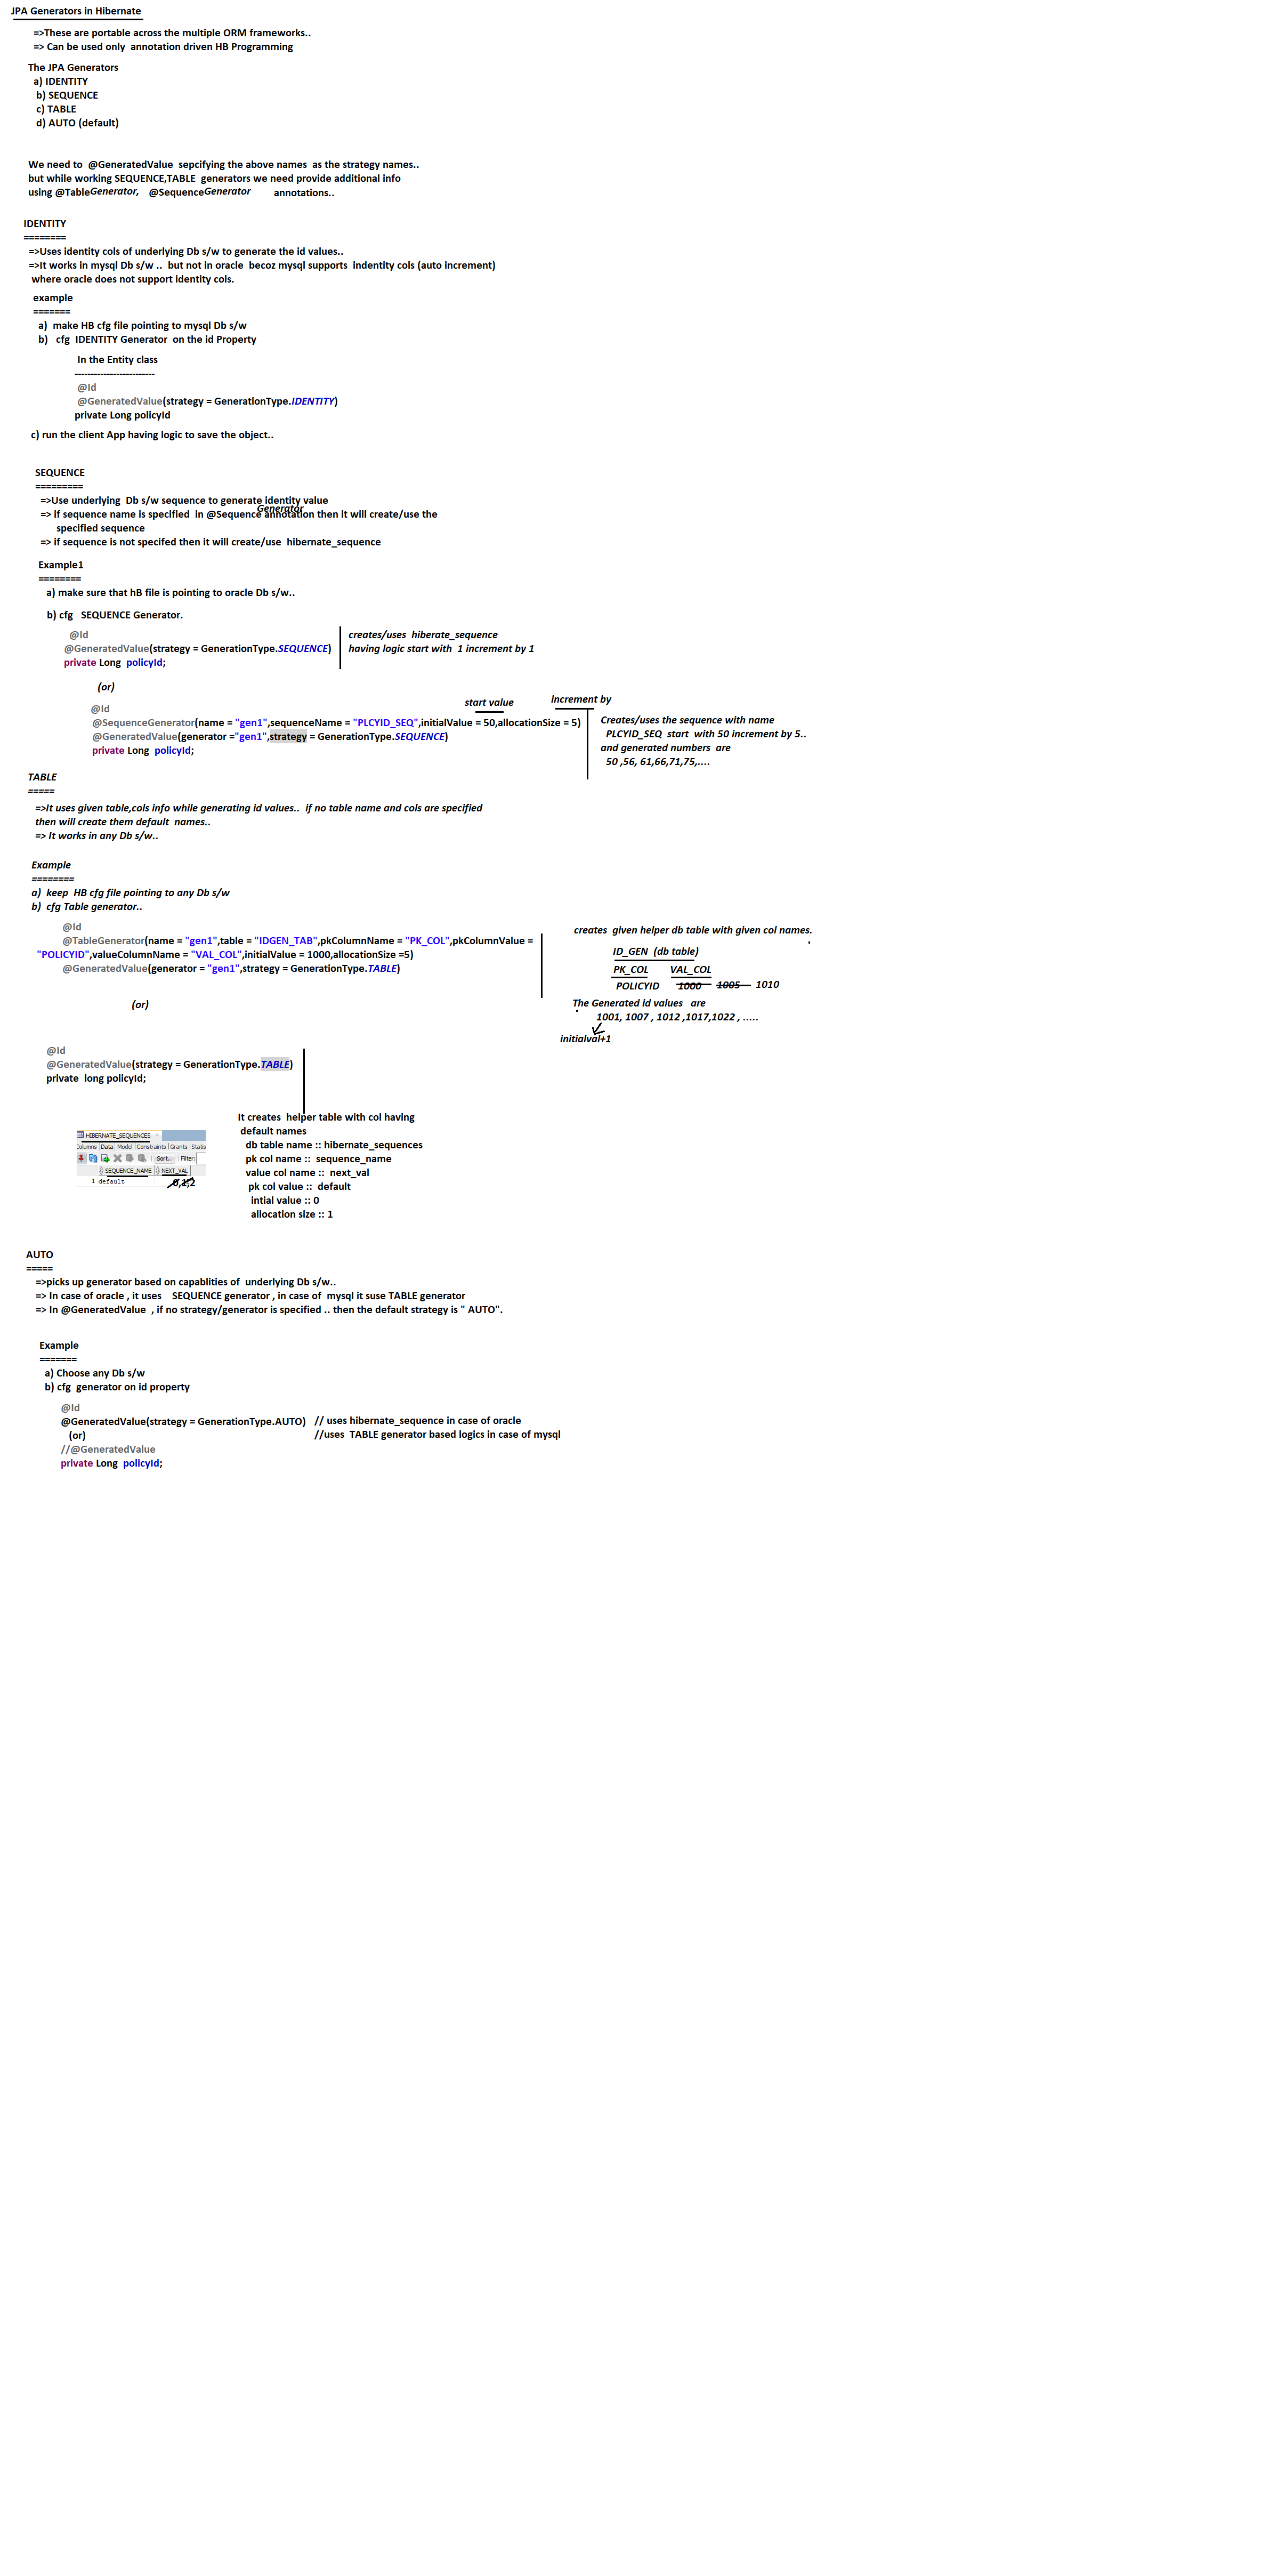 JPA Generators in Hibernate
=>These are portable across the multiple ORM frameworks..
=> Can be used only  annotation driven HB Programming
The JPA Generators
a) IDENTITY
b) SEQUENCE
c) TABLE
d) AUTO (default)
We need to  @GeneratedValue  sepcifying the above names  as the strategy names..
but while working SEQUENCE,TABLE  generators we need provide additional info
using @TableGenerator,   @SequenceGenerator        annotations..
IDENTITY
========
=>Uses identity cols of underlying Db s/w to generate the id values..
=>It works in mysql Db s/w ..  but not in oracle  becoz mysql supports  indentity cols (auto increment)
where oracle does not support identity cols.
example
=======
a)  make HB cfg file pointing to mysql Db s/w
b)   cfg  IDENTITY Generator  on the id Property
In the Entity class
-------------------------
@Id
@GeneratedValue(strategy = GenerationType.IDENTITY)
private Long policyId
c) run the client App having logic to save the object..
SEQUENCE
=========
=>Use underlying  Db s/w sequence to generate identity value
Generator
=> if sequence name is specified  in @Sequence annotation then it will create/use the
specified sequence
=> if sequence is not specifed then it will create/use  hibernate_sequence
Example1
========
a) make sure that hB file is pointing to oracle Db s/w..
b) cfg   SEQUENCE Generator.
@Id
@GeneratedValue(strategy = GenerationType.SEQUENCE)
private Long  policyId;
creates/uses  hiberate_sequence
having logic start with  1 increment by 1
(or)
start value
increment by
@Id
@SequenceGenerator(name = "gen1",sequenceName = "PLCYID_SEQ",initialValue = 50,allocationSize = 5)
@GeneratedValue(generator ="gen1",strategy = GenerationType.SEQUENCE)
private Long  policyId;
Creates/uses the sequence with name
PLCYID_SEQ  start  with 50 increment by 5..
and generated numbers  are
50 ,56, 61,66,71,75,....
TABLE
=====
=>It uses given table,cols info while generating id values..  if no table name and cols are specified
then will create them default  names..
=> It works in any Db s/w..
Example
========
a)  keep  HB cfg file pointing to any Db s/w
b)  cfg Table generator..
@Id
@TableGenerator(name = "gen1",table = "IDGEN_TAB",pkColumnName = "PK_COL",pkColumnValue =
"POLICYID",valueColumnName = "VAL_COL",initialValue = 1000,allocationSize =5)
@GeneratedValue(generator = "gen1",strategy = GenerationType.TABLE)
creates  given helper db table with given col names.
ID_GEN  (db table)
PK_COL        VAL_COL
POLICYID       1000     1005     1010
The Generated id values   are
1001, 1007 , 1012 ,1017,1022 , .....
initialval+1
(or)
@Id
@GeneratedValue(strategy = GenerationType.TABLE)
private  long policyId;
It creates  helper table with col having
default names
db table name :: hibernate_sequences
pk col name ::  sequence_name
value col name ::  next_val
pk col value ::  default
intial value :: 0
allocation size :: 1
HIBERNATE_SEQUENCES
Columns Data Model Constraints Grants Statis
Sort.. Filter:
SEQUENCE_NAME NEXT_VAL
1 default 0,1,2
AUTO
=====
=>picks up generator based on capablities of  underlying Db s/w..
=> In case of oracle , it uses    SEQUENCE generator , in case of  mysql it suse TABLE generator
=> In @GeneratedValue  , if no strategy/generator is specified .. then the default strategy is " AUTO".
Example
=======
a) Choose any Db s/w
b) cfg  generator on id property
@Id
@GeneratedValue(strategy = GenerationType.AUTO)   // uses hibernate_sequence in case of oracle
(or)   //uses  TABLE generator based logics in case of mysql
//@GeneratedValue
private Long  policyId;